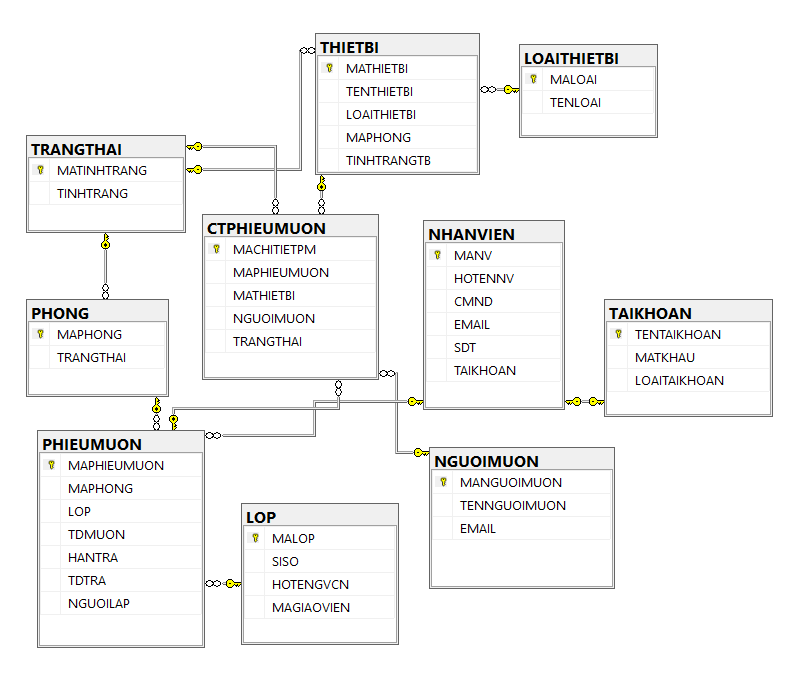 THIETBI
MATHIETBI
TENTHIETBI
LOAITHIETBI
MAPHONG
TINHTRANGTB
LOAITHIETBI
MALOAI
TENLOAI
TRANGTHAI
MATINHTRANG
TINHTRANG
CTPHIEUMUON
MACHITIETPM
MAPHIEUMUON
MATHIETBI
NGUOIMUON
TRANGTHAI
NHANVIEN
MANV
HOTENNV
CMND
EMAIL
SDT
TAIKHOAN
TAIKHOAN
TENTAIKHOAN
MATKHAU
LOAITAIKHOAN
PHONG
MAPHONG
TRANGTHAI
PHIEUMUON
MAPHIEUMUON
MAPHONG
LOP
TDMUON
HANTRA
TDTRA
NGUOILAP
LOP
MALOP
SISO
HOTENGVCN
MAGIAOVIEN
NGUOIMUON
MANGUOIMUON
TENNGUOIMUON
EMAIL